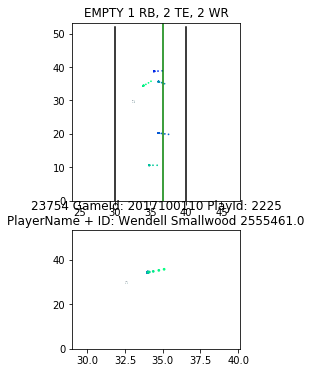 EMPTY 1 RB, 2 TE, 2 WR
50
40
30
20
10
0
25 30 35 40 45
23754 GameId: 2017100110 PlayId: 2225
PlayerName + ID: Wendell Smallwood 2555461.0
40
20
0
30.0 32.5 35.0 37.5 40.0